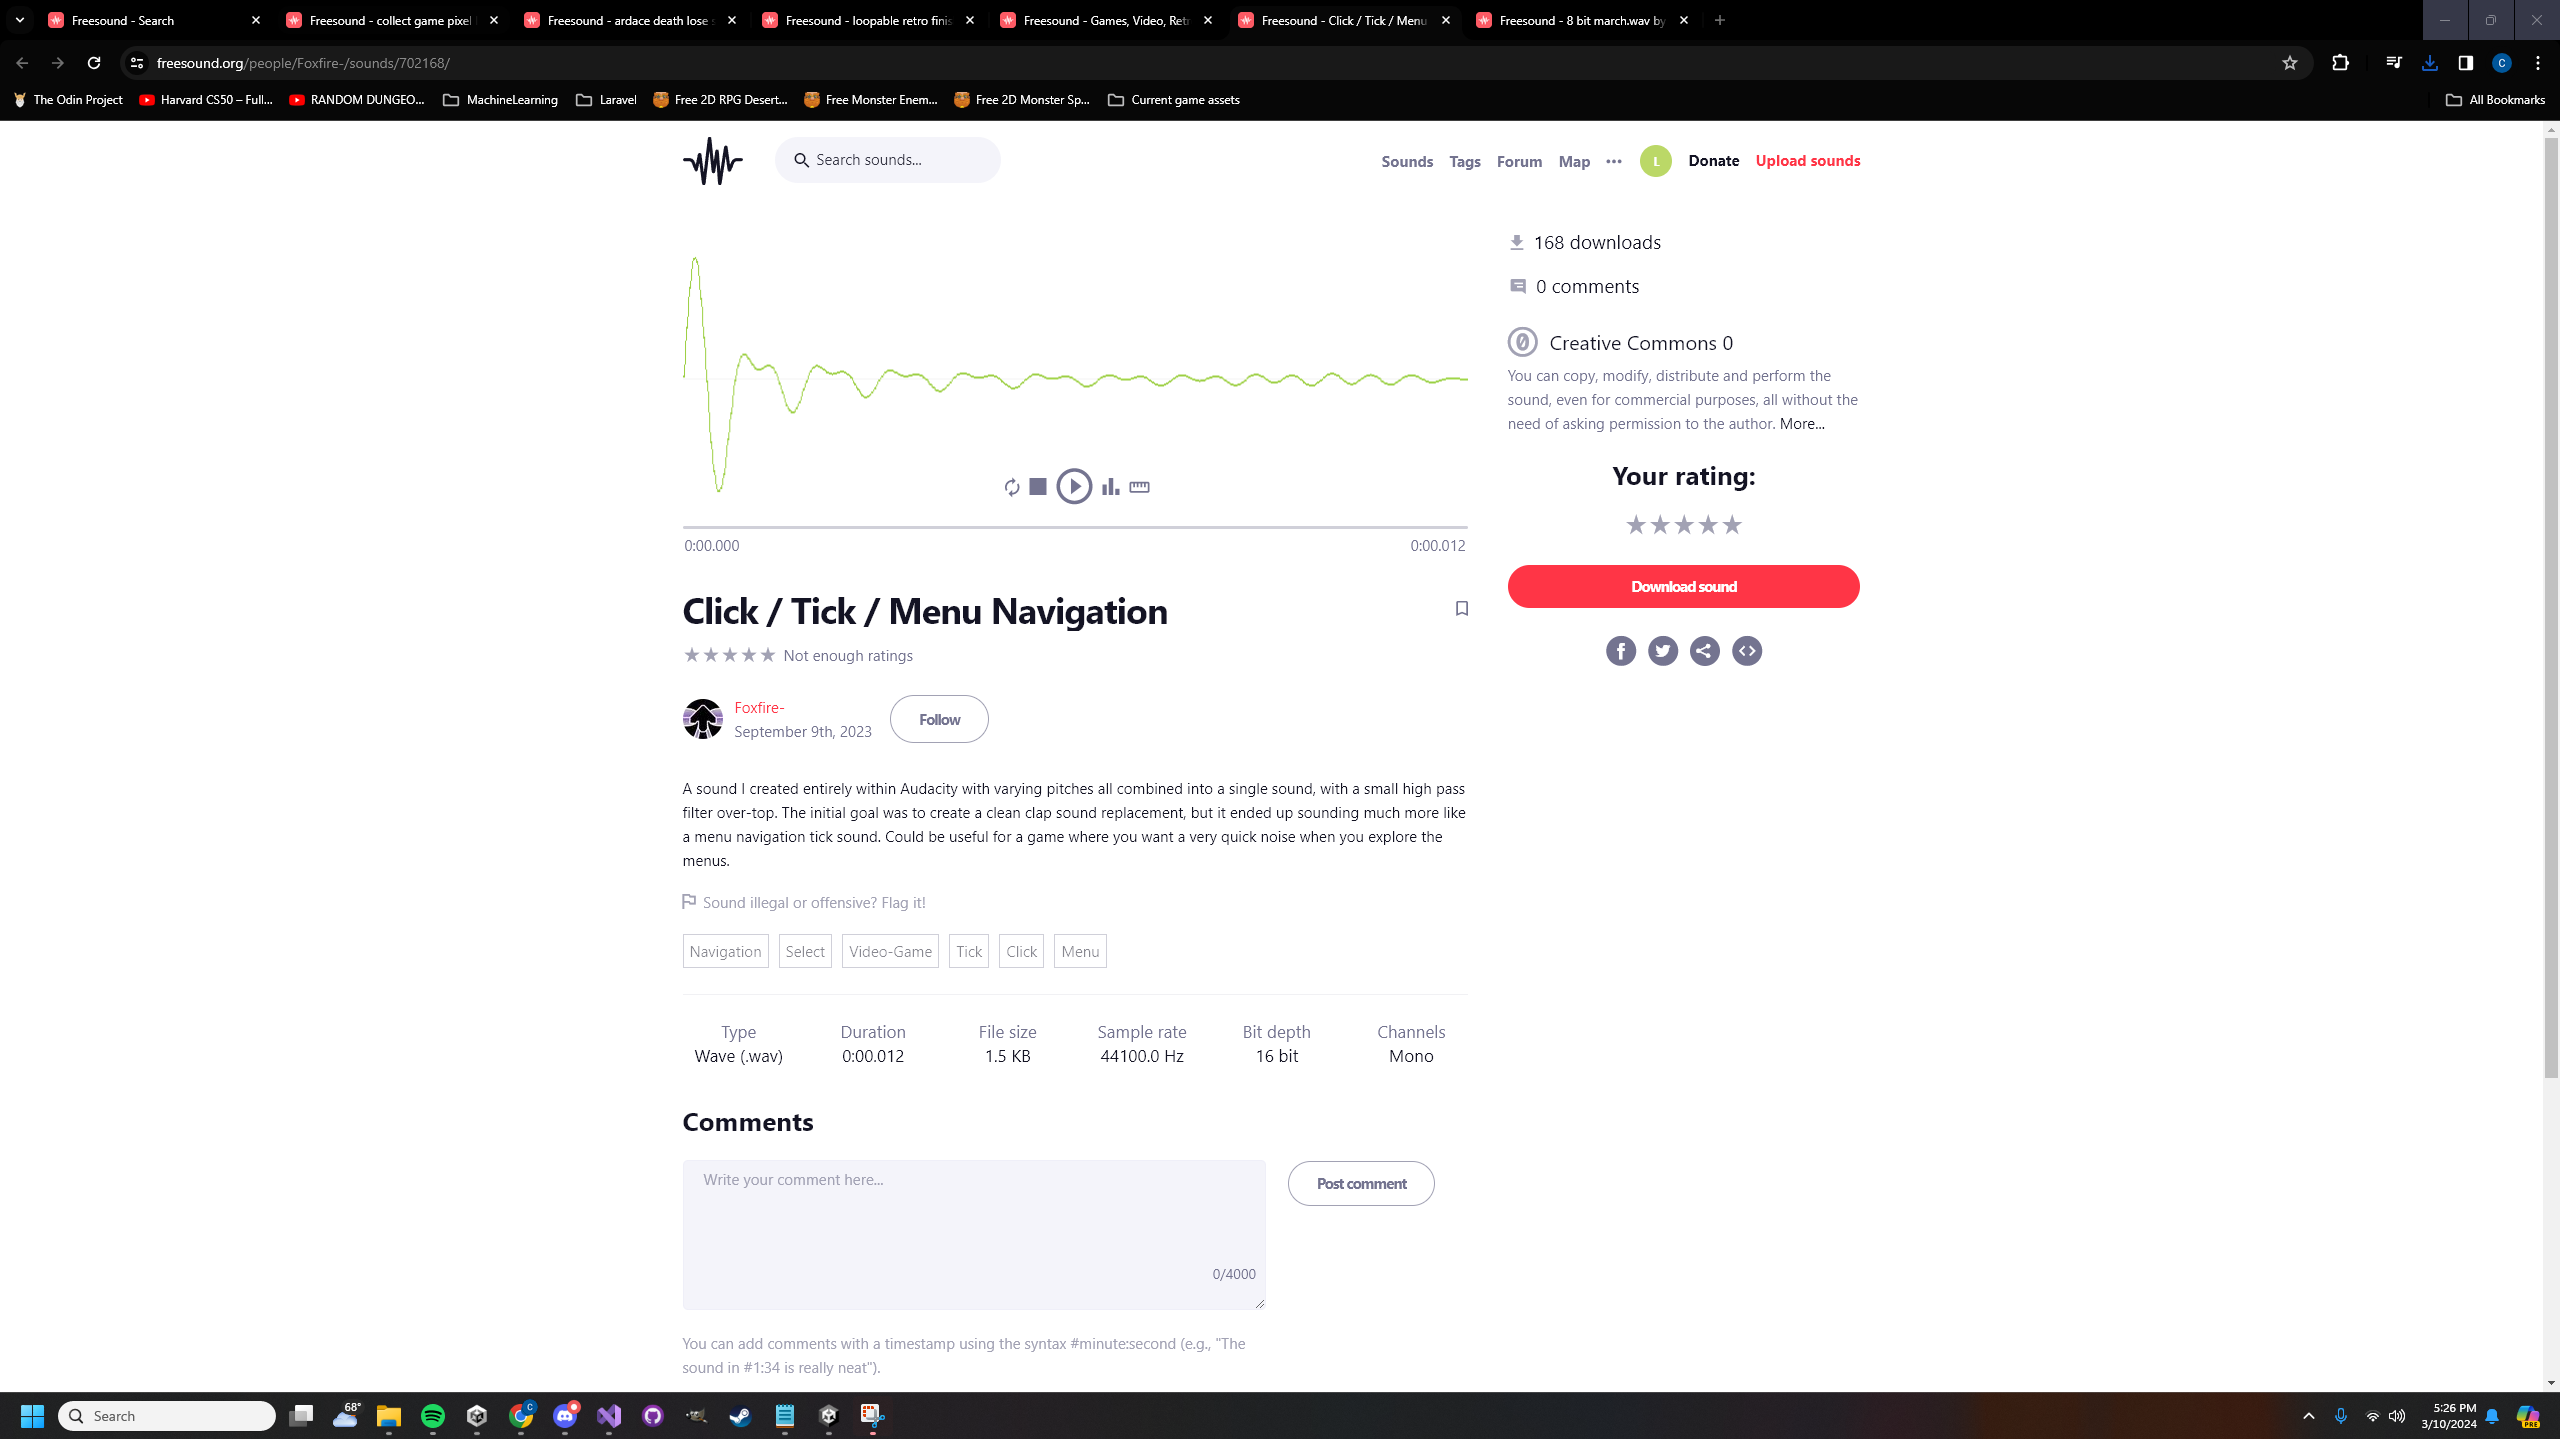 Freesound - Search
Freesound - collect game pixel
Freesound - ardace death lose s
Freesound - loopable retro finis
Freesound - Games, Video, Retr
Freesound - Click / Tick / Menu
Freesound - 8 bit march.wav by
freesound.org/people/Foxfire-/sounds/702168/
C
The Odin Project
Harvard CS50 – Full...
RANDOM DUNGEO...
MachineLearning
Laravel
Free 2D RPG Desert...
Free Monster Enem...
Free 2D Monster Sp...
Current game assets
All Bookmarks
Search sounds...
Sounds
Tags
Forum
Map
L
Donate
Upload sounds
168 downloads
0 comments
Creative Commons 0
You can copy, modify, distribute and perform the
sound, even for commercial purposes, all without the
need of asking permission to the author. More...
Your rating:
0:00.000
0:00.012
Download sound
Click / Tick / Menu Navigation
Not enough ratings
Foxfire-
September 9th, 2023
Follow
A sound I created entirely within Audacity with varying pitches all combined into a single sound, with a small high pass
filter over-top. The initial goal was to create a clean clap sound replacement, but it ended up sounding much more like
a menu navigation tick sound. Could be useful for a game where you want a very quick noise when you explore the
menus.
Sound illegal or offensive? Flag it!
Navigation
Select
Video-Game
Tick
Click
Menu
Type
Wave (.wav)
Duration
0:00.012
File size
1.5 KB
Sample rate
44100.0 Hz
Bit depth
16 bit
Channels
Mono
Comments
Write your comment here...
Post comment
0/4000
You can add comments with a timestamp using the syntax #minute:second (e.g., "The
sound in #1:34 is really neat").
Search
68°
C
5:26 PM
3/10/2024
PRE